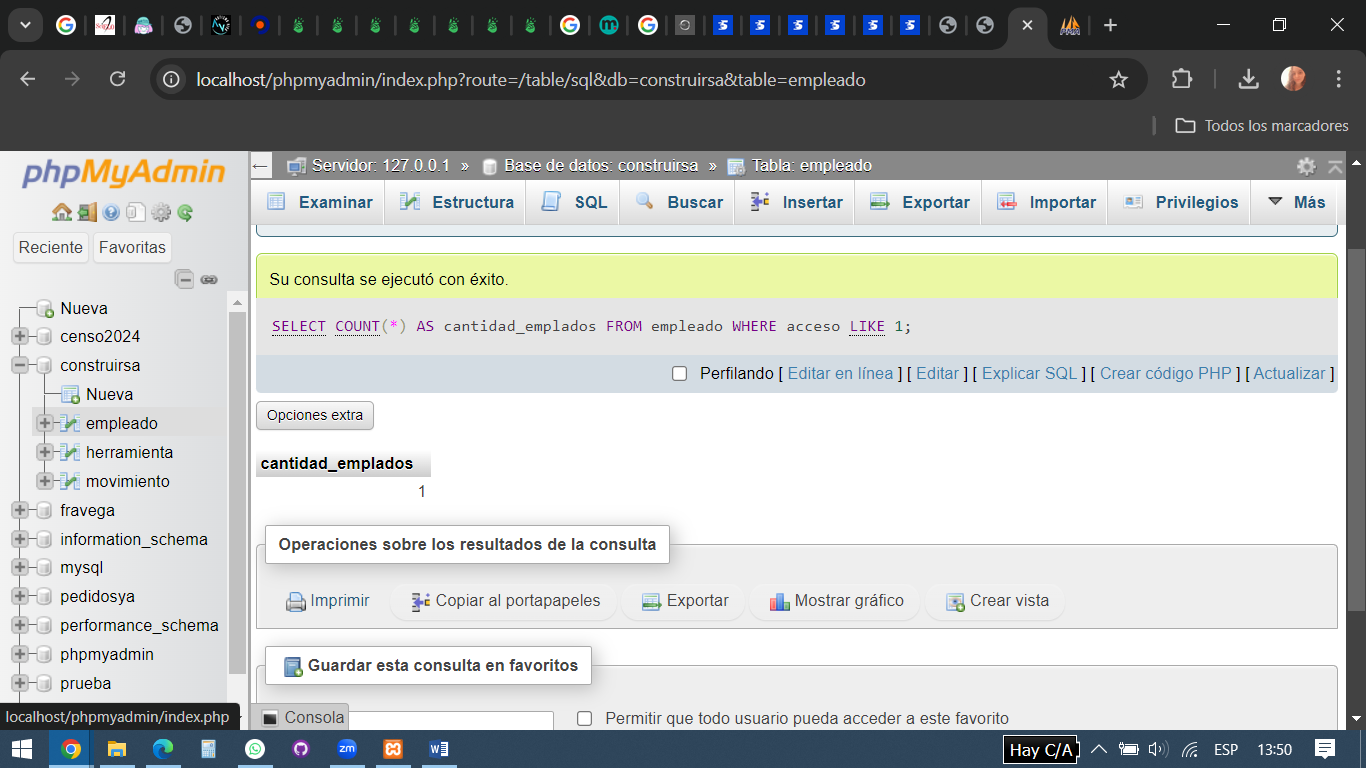 localhost/phpmyadmin/index.php?route=/table/sql&db=construirsa&table=empleado
Todos los marcadores
phpMyAdmin
Reciente
Favoritas
Nueva
censo2024
construirsa
Nueva
empleado
herramienta
movimiento
fravega
information_schema
mysql
pedidosya
performance_schema
phpmyadmin
prueba
localhost/phpmyadmin/index.php
Servidor: 127.0.0.1 » Base de datos: construirsa » Tabla: empleado
Examinar Estructura SQL Buscar Insertar Exportar Importar Privilegios Más
Su consulta se ejecutó con éxito.
SELECT COUNT(*) AS cantidad_emplados FROM empleado WHERE acceso LIKE 1;
Perfilando [ Editar en línea ] [ Editar ] [ Explicar SQL ] [ Crear código PHP ] [ Actualizar ]
Opciones extra
cantidad_emplados
1
Operaciones sobre los resultados de la consulta
Imprimir Copiar al portapapeles Exportar Mostrar gráfico Crear vista
Guardar esta consulta en favoritos
Consola
Permitir que todo usuario pueda acceder a este favorito
Hay C/A
ESP
13:50